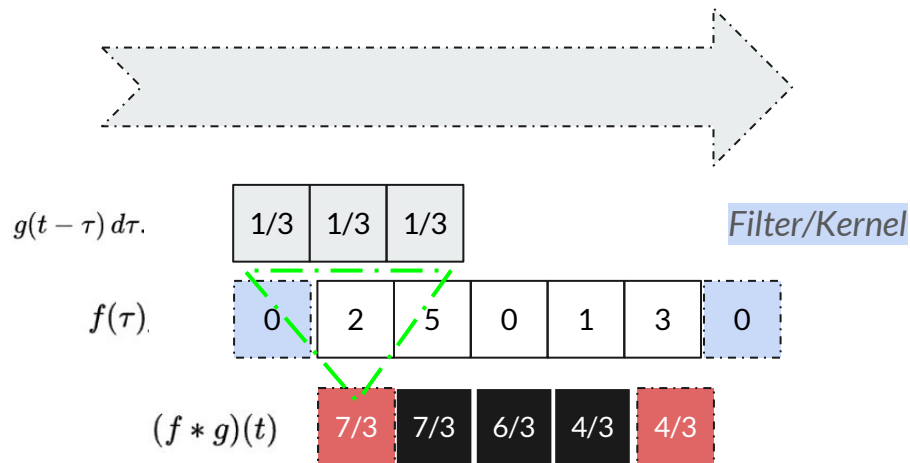 g(t − τ) dτ. 1/3 1/3 1/3 Filter/Kernel
f(τ). 0 2 5 0 1 3 0
(f ∗ g)(t) 7/3 7/3 6/3 4/3 4/3